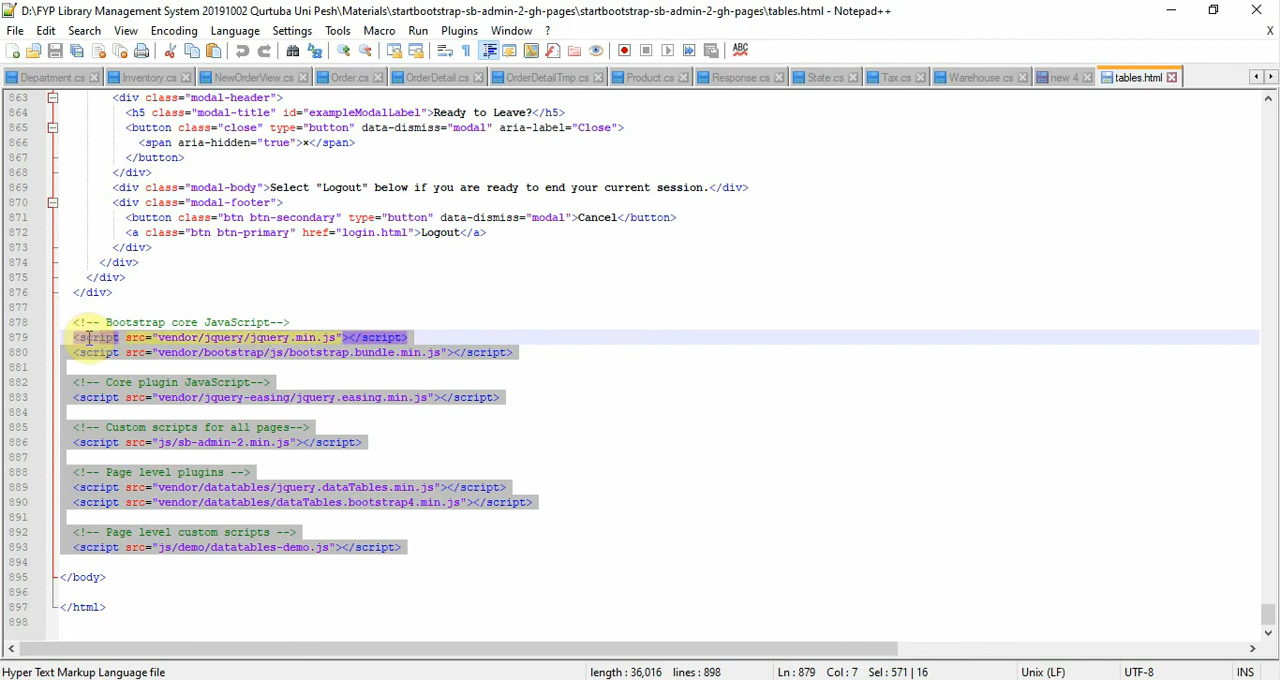 D:\FYP Library Management System 20191002 Qurtuba Uni Pesh\Materials\startbootstrap-sb-admin-2-gh-pages\startbootstrap-sb-admin-2-gh-pages\tables.html - Notepad++
File Edit Search View Encoding Language Settings Tools Macro Run Plugins Window ? X
Department.cs Inventory.cs NewOrderView.cs Order.cs OrderDetail.cs OrderDetailTmp.cs Product.cs Response.cs State.cs Tax.cs Warehouse.cs new 4 tables.html
863 <div class="modal-header">
864 <h5 class="modal-title" id="exampleModalLabel">Ready to Leave?</h5>
865 <button class="close" type="button" data-dismiss="modal" aria-label="Close">
866 <span aria-hidden="true">×</span>
867 </button>
868 </div>
869 <div class="modal-body">Select "Logout" below if you are ready to end your current session.</div>
870 <div class="modal-footer">
871 <button class="btn btn-secondary" type="button" data-dismiss="modal">Cancel</button>
872 <a class="btn btn-primary" href="login.html">Logout</a>
873 </div>
874 </div>
875 </div>
876 </div>
877
878 <!-- Bootstrap core JavaScript-->
879 <script src="vendor/jquery/jquery.min.js"></script>
880 <script src="vendor/bootstrap/js/bootstrap.bundle.min.js"></script>
881
882 <!-- Core plugin JavaScript-->
883 <script src="vendor/jquery-easing/jquery.easing.min.js"></script>
884
885 <!-- Custom scripts for all pages-->
886 <script src="js/sb-admin-2.min.js"></script>
887
888 <!-- Page level plugins -->
889 <script src="vendor/datatables/jquery.dataTables.min.js"></script>
890 <script src="vendor/datatables/dataTables.bootstrap4.min.js"></script>
891
892 <!-- Page level custom scripts -->
893 <script src="js/demo/datatables-demo.js"></script>
894
895 </body>
896
897 </html>
898
Hyper Text Markup Language file length : 36,016 lines : 898 Ln : 879 Col : 7 Sel : 571 | 16 Unix (LF) UTF-8 INS